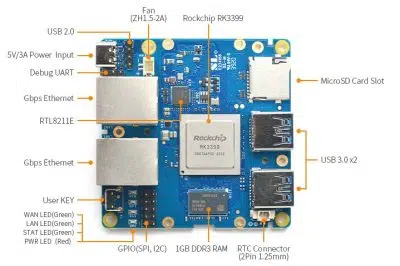 Fan
(ZH1.5-2A)
Rockchip RK3399
USB 2.0
5V/3A Power Input
Debug UART
Gbps Ethernet
RTL8211E
Gbps Ethernet
User KEY
WAN LED(Green)
LAN LED(Green)
STAT LED(Green)
PWR LED (Red)
GPIO(SPI, I2C)
1GB DDR3 RAM
RTC Connector
(2Pin 1.25mm)
USB 3.0 x2
MicroSD Card Slot
Rockchip
RK3399